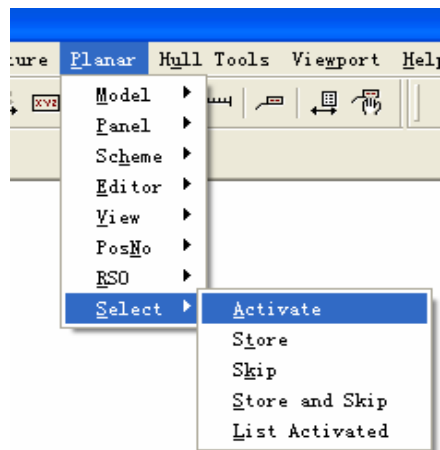 ture Planar Hull Tools Viewport Help
XYZ
Model
Panel
Scheme
Editor
View
PosNo
RSO
Select Activate
Store
Skip
Store and Skip
List Activated